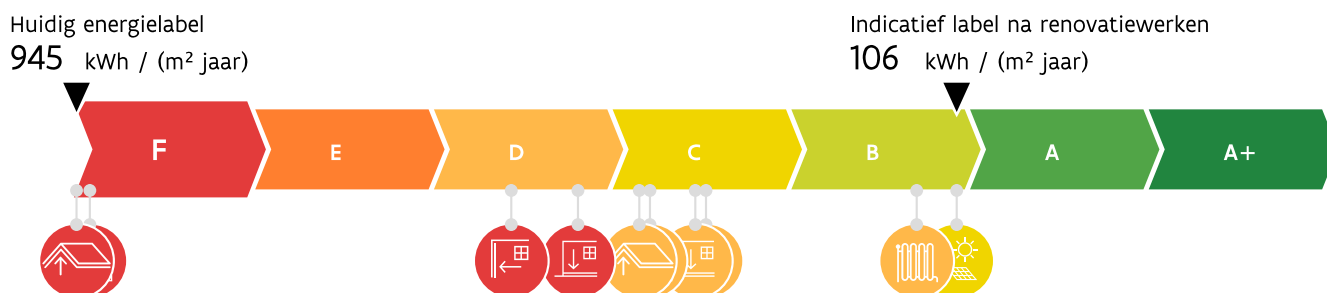 Huidig energielabel
945 kWh / (m² jaar)
Indicatief label na renovatiewerken
106 kWh / (m² jaar)
F E D C B A A+